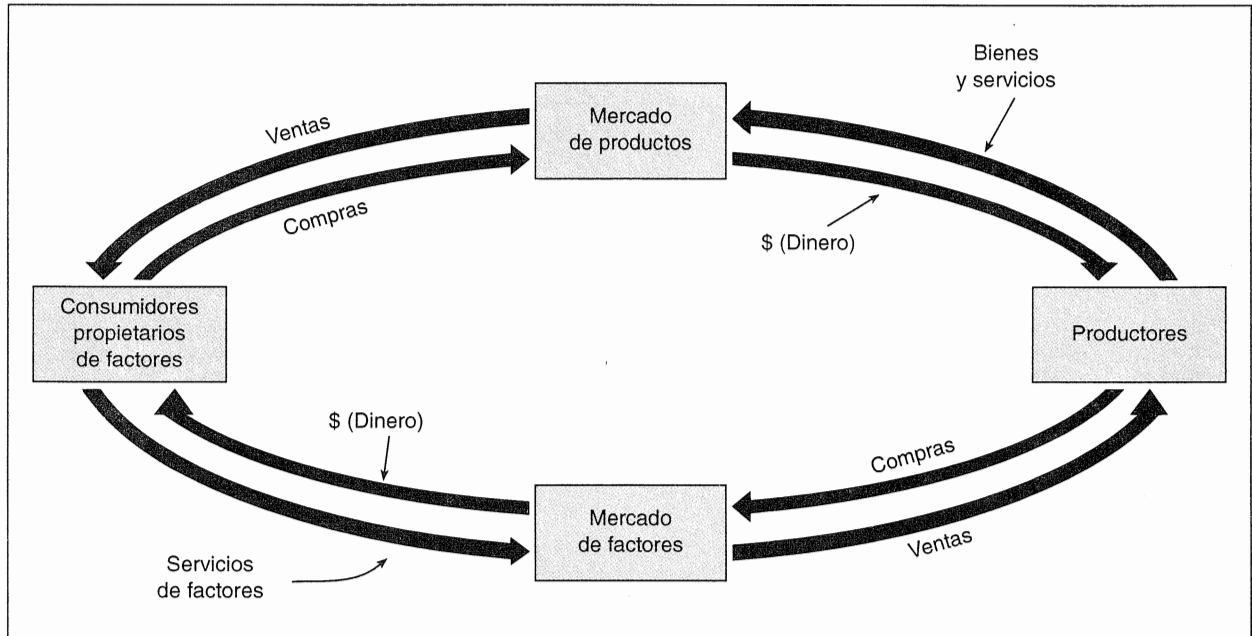 Bienes
y servicios
Mercado
de productos
Ventas
Compras
$ (Dinero)
Consumidores
propietarios
de factores
Productores
$ (Dinero)
Compras
Mercado
de factores
Ventas
Servicios
de factores